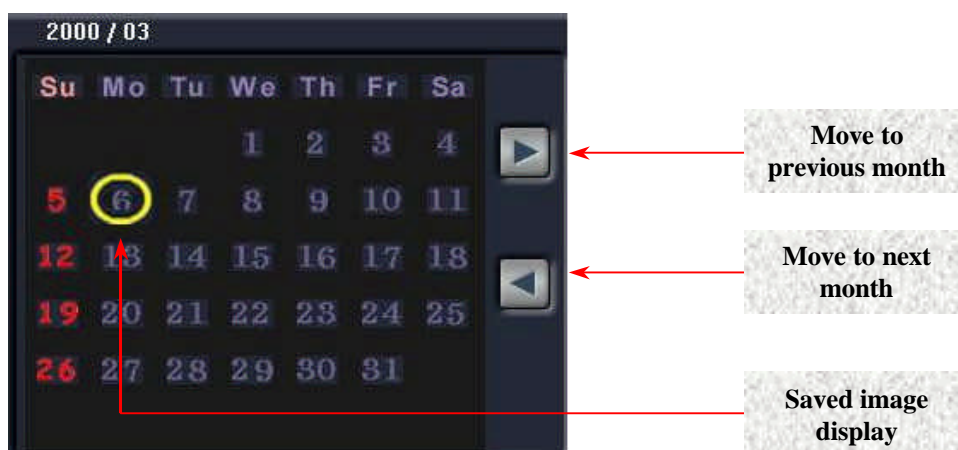 2000 / 03
Su Mo Tu We Th Fr Sa
1 2 3 4
5 6 7 8 9 10 11
12 13 14 15 16 17 18
19 20 21 22 23 24 25
26 27 28 29 30 31
Move to
previous month
Move to next
month
Saved image
display